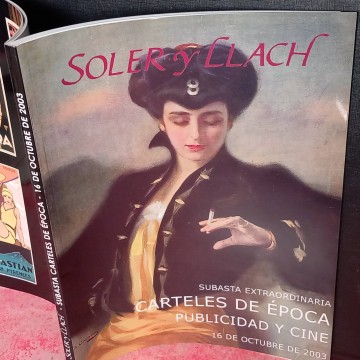 SOLER Y LLACH
SUBASTA EXTRAORDINARIA
CARTELES DE ÉPOCA
PUBLICIDAD Y CINE
16 DE OCTUBRE DE 2003
SOLER Y LLACH · SUBASTA CARTELES DE ÉPOCA · 16 DE OCTUBRE DE 2003